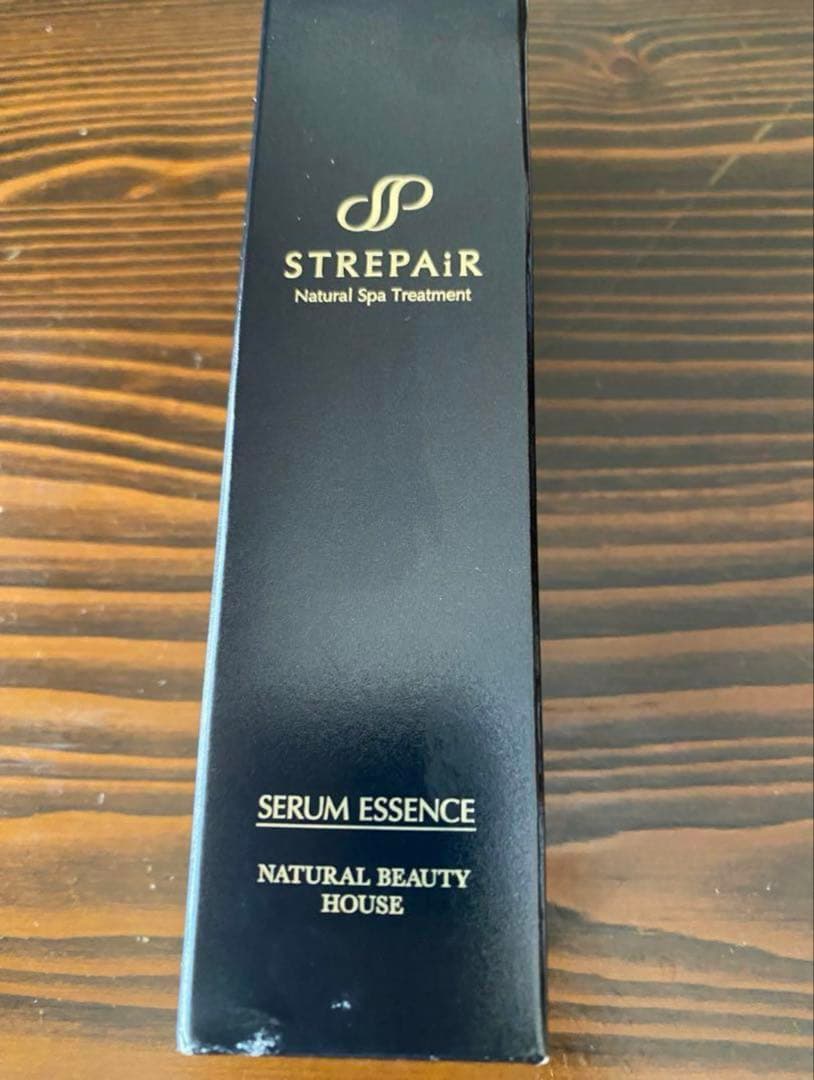 STREPAiR
Natural Spa Treatment
SERUM ESSENCE
NATURAL BEAUTY
HOUSE